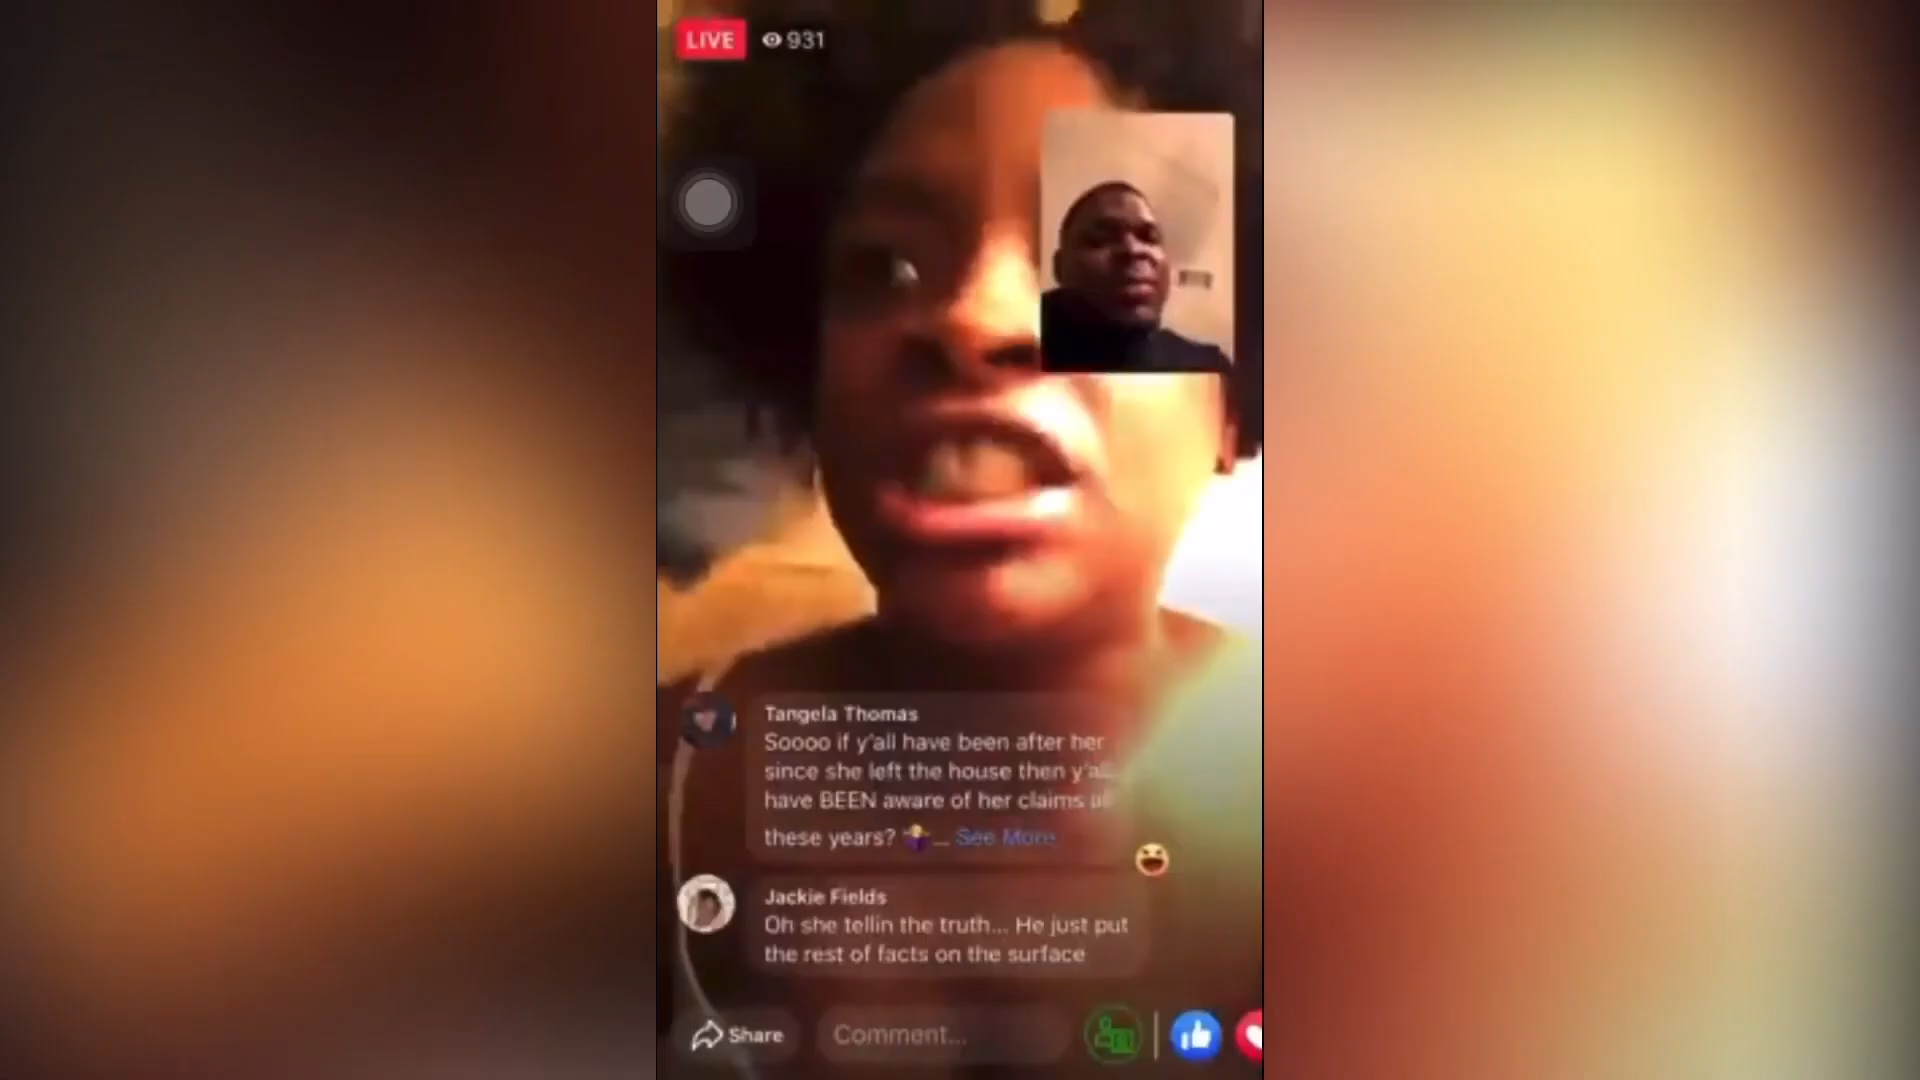 LIVE 931
Tangela Thomas
Soooo if y'all have been after her
since she left the house then y'all
have BEEN aware of her claims all
these years? ... See More
Jackie Fields
Oh she tellin the truth... He just put
the rest of facts on the surface
Share Comment...